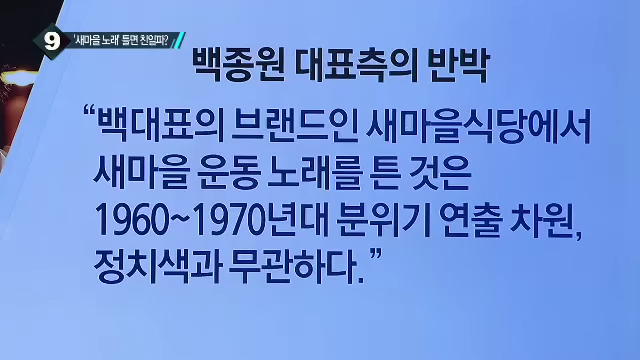 9 '새마을 노래' 틀면 친일파?
백종원 대표측의 반박
“백대표의 브랜드인 새마을식당에서
새마을 운동 노래를 튼 것은
1960~1970년대 분위기 연출 차원,
정치색과 무관하다.”